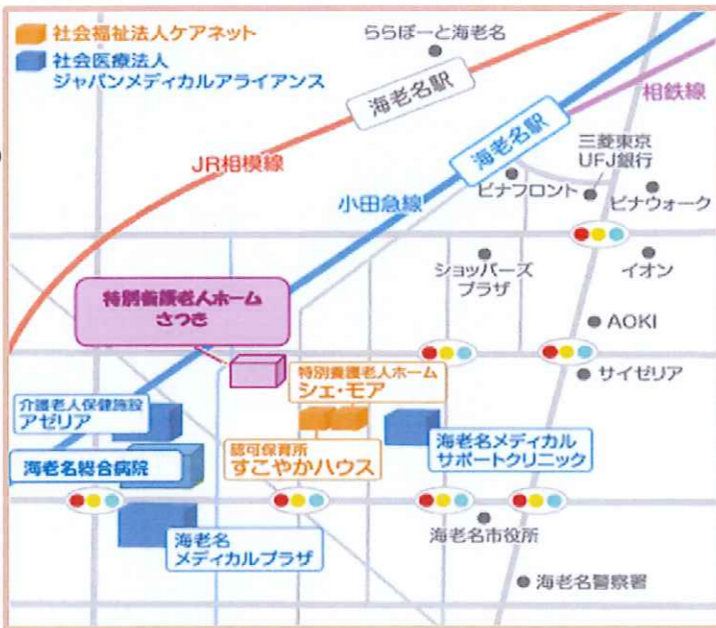 社会福祉法人ケアネット
社会医療法人
ジャパンメディカルアライアンス
ららぽーと海老名
海老名駅
相鉄線
海老名駅
三菱東京
UFJ銀行
JR相模線
小田急線
ビナフロント
ビナウォーク
ショッパーズ
プラザ
イオン
特別養護老人ホーム
さつき
AOKI
サイゼリア
特別養護老人ホーム
シェ・モア
介護老人保健施設
アゼリア
海老名総合病院
認可保育所
すこやかハウス
海老名メディカル
サポートクリニック
海老名
メディカルプラザ
海老名市役所
海老名警察署